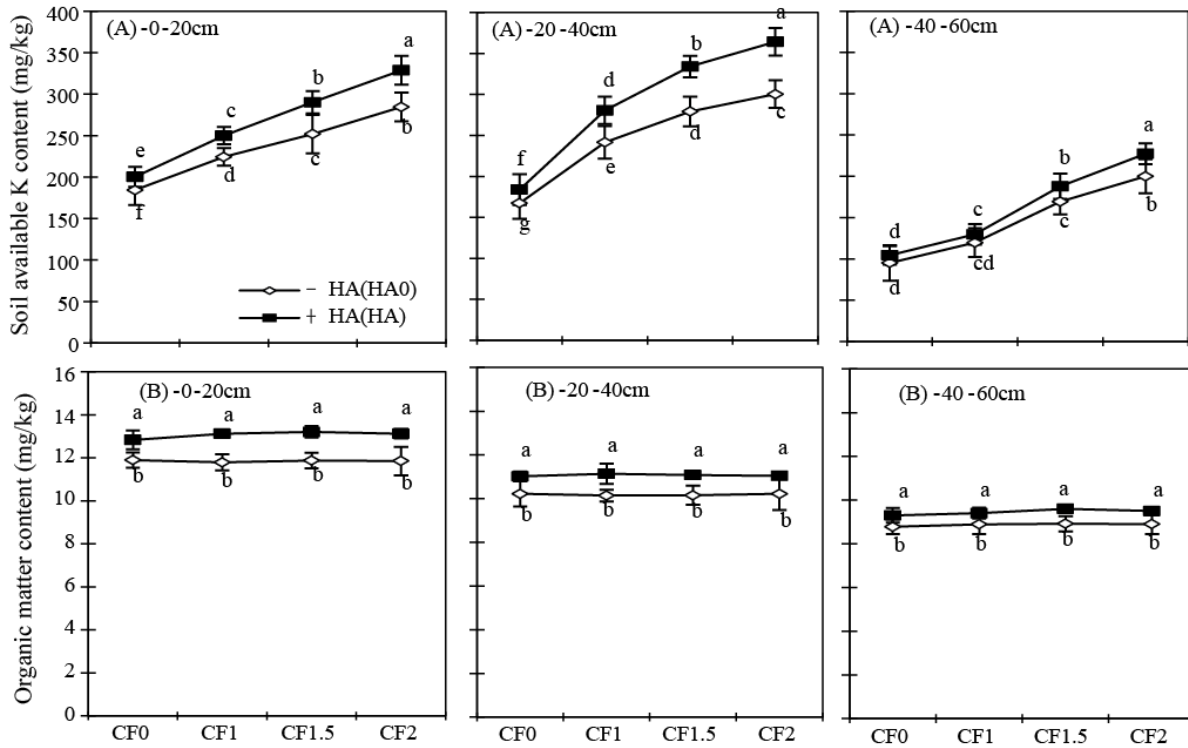 Soil available K content (mg/kg)
400
350
300
250
200
150
100
50
0
(A) -0-20cm
a
b
c
e
b
c
d
f
− HA(HA0)
+ HA(HA)
(A) -20 -40cm
a
b
d
f
c
d
e
g
(A) -40 -60cm
a
b
c
d
b
c
cd
d
Organic matter content (mg/kg)
16
14
12
10
8
6
4
2
0
(B) -0-20cm
a a a a
b b b b
CF0 CF1 CF1.5 CF2
(B) -20 -40cm
a a a a
b b b b
CF0 CF1 CF1.5 CF2
(B) -40 -60cm
a a a a
b b b b
CF0 CF1 CF1.5 CF2